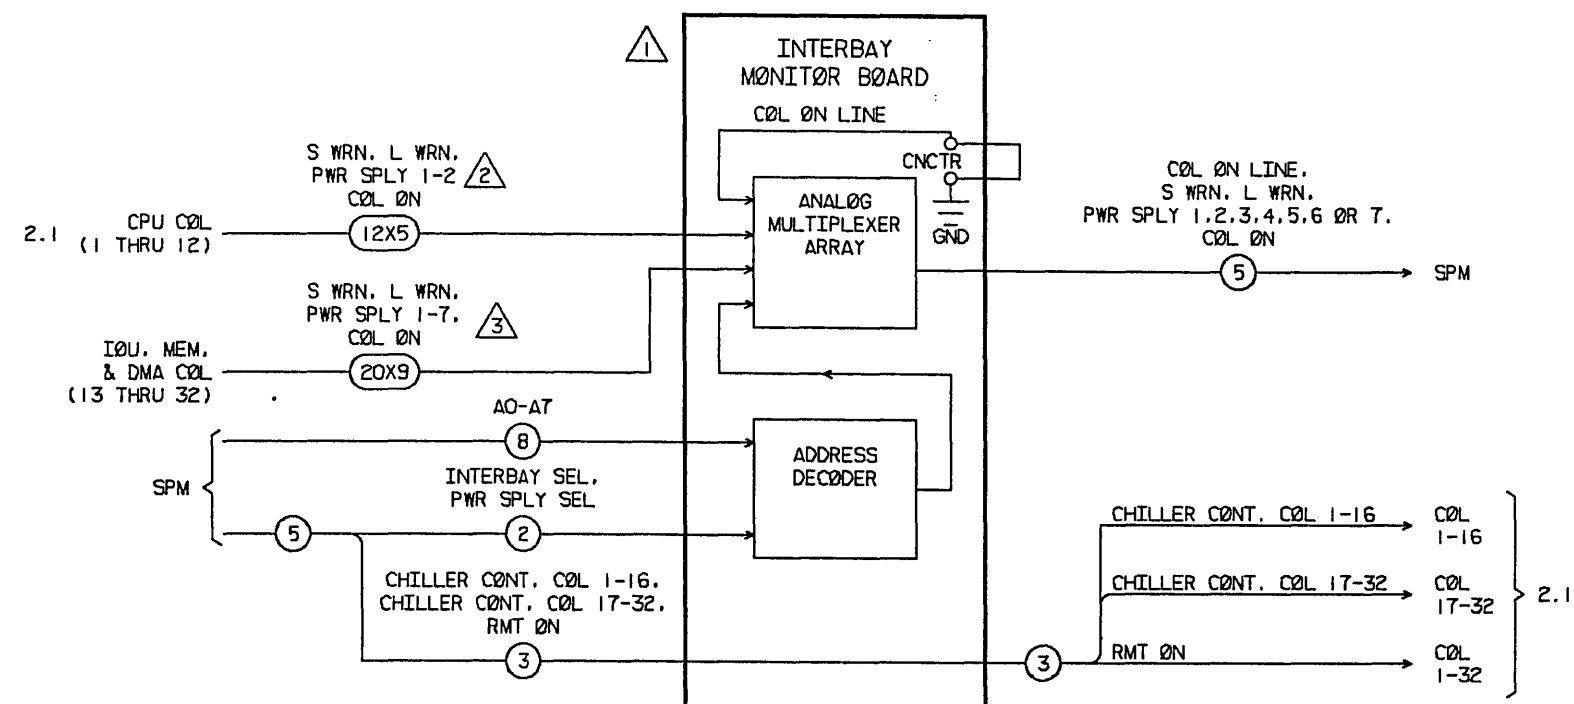 1
INTERBAY
MØNITØR BØARD
CØL ØN LINE
CNCTR
GND
ANALØG
MULTIPLEXER
ARRAY
S WRN. L WRN.
PWR SPLY 1-2
CØL ØN
2
2.1
CPU CØL
(1 THRU 12)
12X5
S WRN. L WRN.
PWR SPLY 1-7.
CØL ØN
3
IØU. MEM.
& DMA CØL
(13 THRU 32)
20X9
CØL ØN LINE.
S WRN. L WRN.
PWR SPLY 1.2.3.4.5.6 ØR 7.
CØL ØN
5
SPM
A0-A7
8
SPM
INTERBAY SEL.
PWR SPLY SEL
5
2
ADDRESS
DECØDER
CHILLER CØNT. CØL 1-16.
CHILLER CØNT. CØL 17-32.
RMT ØN
3
3
CHILLER CØNT. CØL 1-16
CØL
1-16
CHILLER CØNT. CØL 17-32
CØL
17-32
2.1
RMT ØN
CØL
1-32